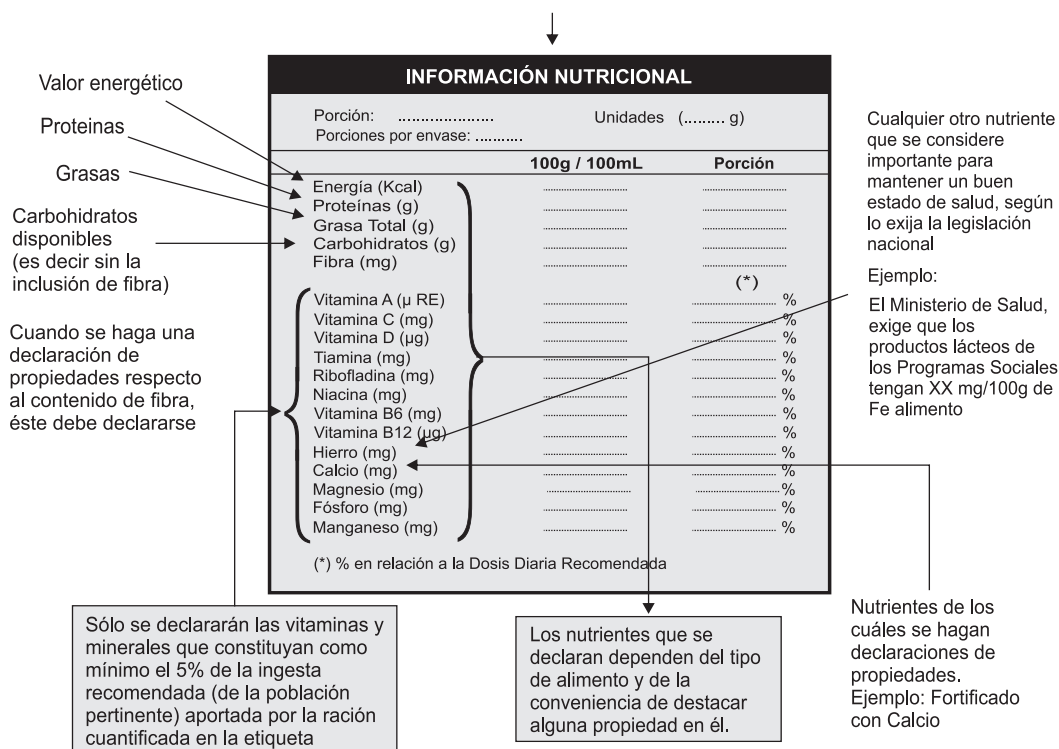 INFORMACIÓN NUTRICIONAL
Porción: ..................... Unidades (........ g)
Porciones por envase: ...........
100g / 100mL Porción
Energía (Kcal)
Proteínas (g)
Grasa Total (g)
Carbohidratos (g)
Fibra (mg)
(*)
Vitamina A (µ RE) %
Vitamina C (mg) %
Vitamina D (µg) %
Tiamina (mg) %
Ribofladina (mg) %
Niacina (mg) %
Vitamina B6 (mg) %
Vitamina B12 (µg) %
Hierro (mg) %
Calcio (mg) %
Magnesio (mg) %
Fósforo (mg) %
Manganeso (mg) %
(*) % en relación a la Dosis Diaria Recomendada
Valor energético
Proteinas
Grasas
Carbohidratos
disponibles
(es decir sin la
inclusión de fibra)
Cuando se haga una
declaración de
propiedades respecto
al contenido de fibra,
éste debe declararse
Cualquier otro nutriente
que se considere
importante para
mantener un buen
estado de salud, según
lo exija la legislación
nacional
Ejemplo:
El Ministerio de Salud,
exige que los
productos lácteos de
los Programas Sociales
tengan XX mg/100g de
Fe alimento
Sólo se declararán las vitaminas y
minerales que constituyan como
mínimo el 5% de la ingesta
recomendada (de la población
pertinente) aportada por la ración
cuantificada en la etiqueta
Los nutrientes que se
declaran dependen del tipo
de alimento y de la
conveniencia de destacar
alguna propiedad en él.
Nutrientes de los
cuáles se hagan
declaraciones de
propiedades.
Ejemplo: Fortificado
con Calcio